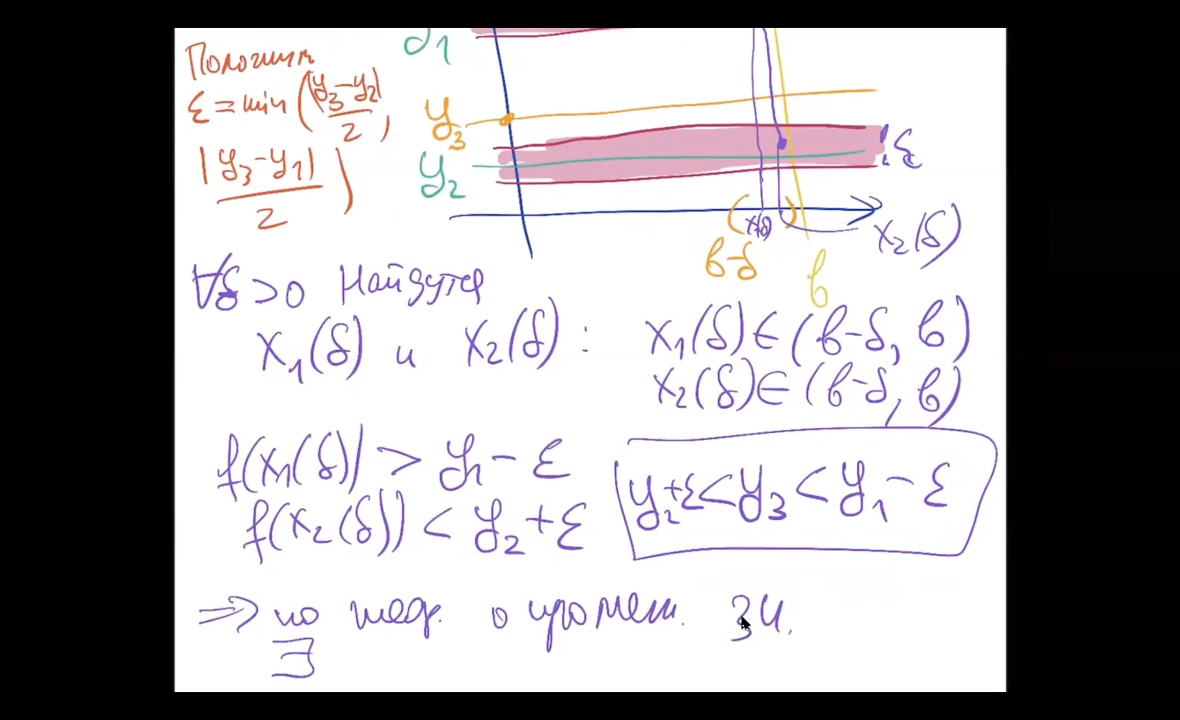 Положим
ε = min (|y₃-y₂|/2,
|y₃-y₁|/2)
y₁
y₃
y₂
}ε
x₂(δ)
b-δ
b
∀δ>0 Найдутся
x₁(δ) и x₂(δ): x₁(δ)∈(b-δ, b)
x₂(δ)∈(b-δ, b)
f(x₁(δ)) > y₁-ε
f(x₂(δ)) < y₂+ε
y₂+ε<y₃<y₁-ε
⇒ по теор. о промеж. зн.
∃